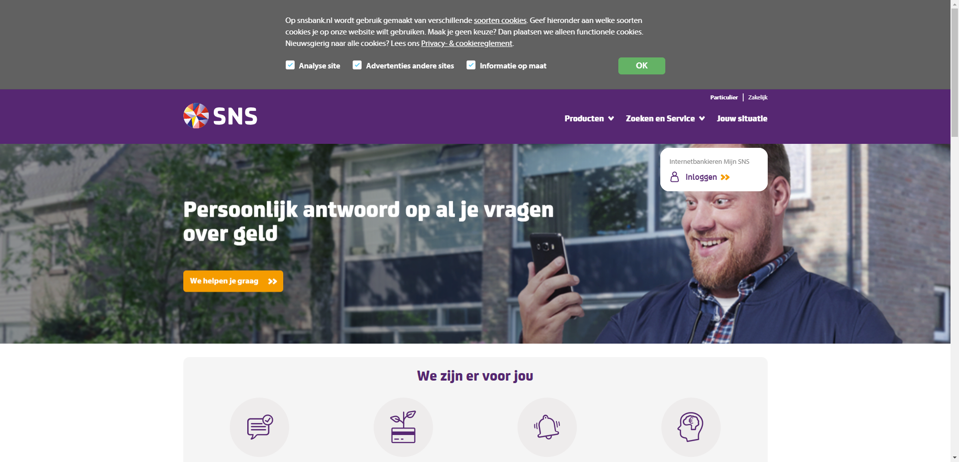 Op snsbank.nl wordt gebruik gemaakt van verschillende soorten cookies. Geef hieronder aan welke soorten
cookies je op onze website wilt gebruiken. Maak je geen keuze? Dan plaatsen we alleen functionele cookies.
Nieuwsgierig naar alle cookies? Lees ons Privacy- & cookiereglement.
Analyse site Advertenties andere sites Informatie op maat OK
Particulier Zakelijk
SNS
Producten Zoeken en Service Jouw situatie
Internetbankieren Mijn SNS
Inloggen
Persoonlijk antwoord op al je vragen
over geld
We helpen je graag
We zijn er voor jou